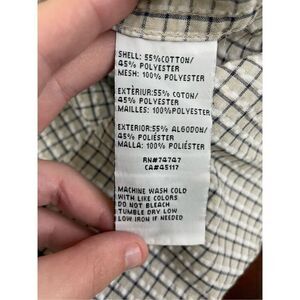 SHELL: 55%COTTON/
45% POLYESTER
MESH: 100% POLYESTER
EXTÈRIUR:55% COTON/
45% POLYESTER
MAILLES: 100% POLYESTER
EXTERIOR:55% ALGODON/
45% POLIÉSTER
MALLA: 100% POLIÉSTER
RN#74747
CA#45117
MACHINE WASH COLD
WITH LIKE COLORS
DO NOT BLEACH
TUMBLE DRY LOW
LOW IRON IF NEEDED